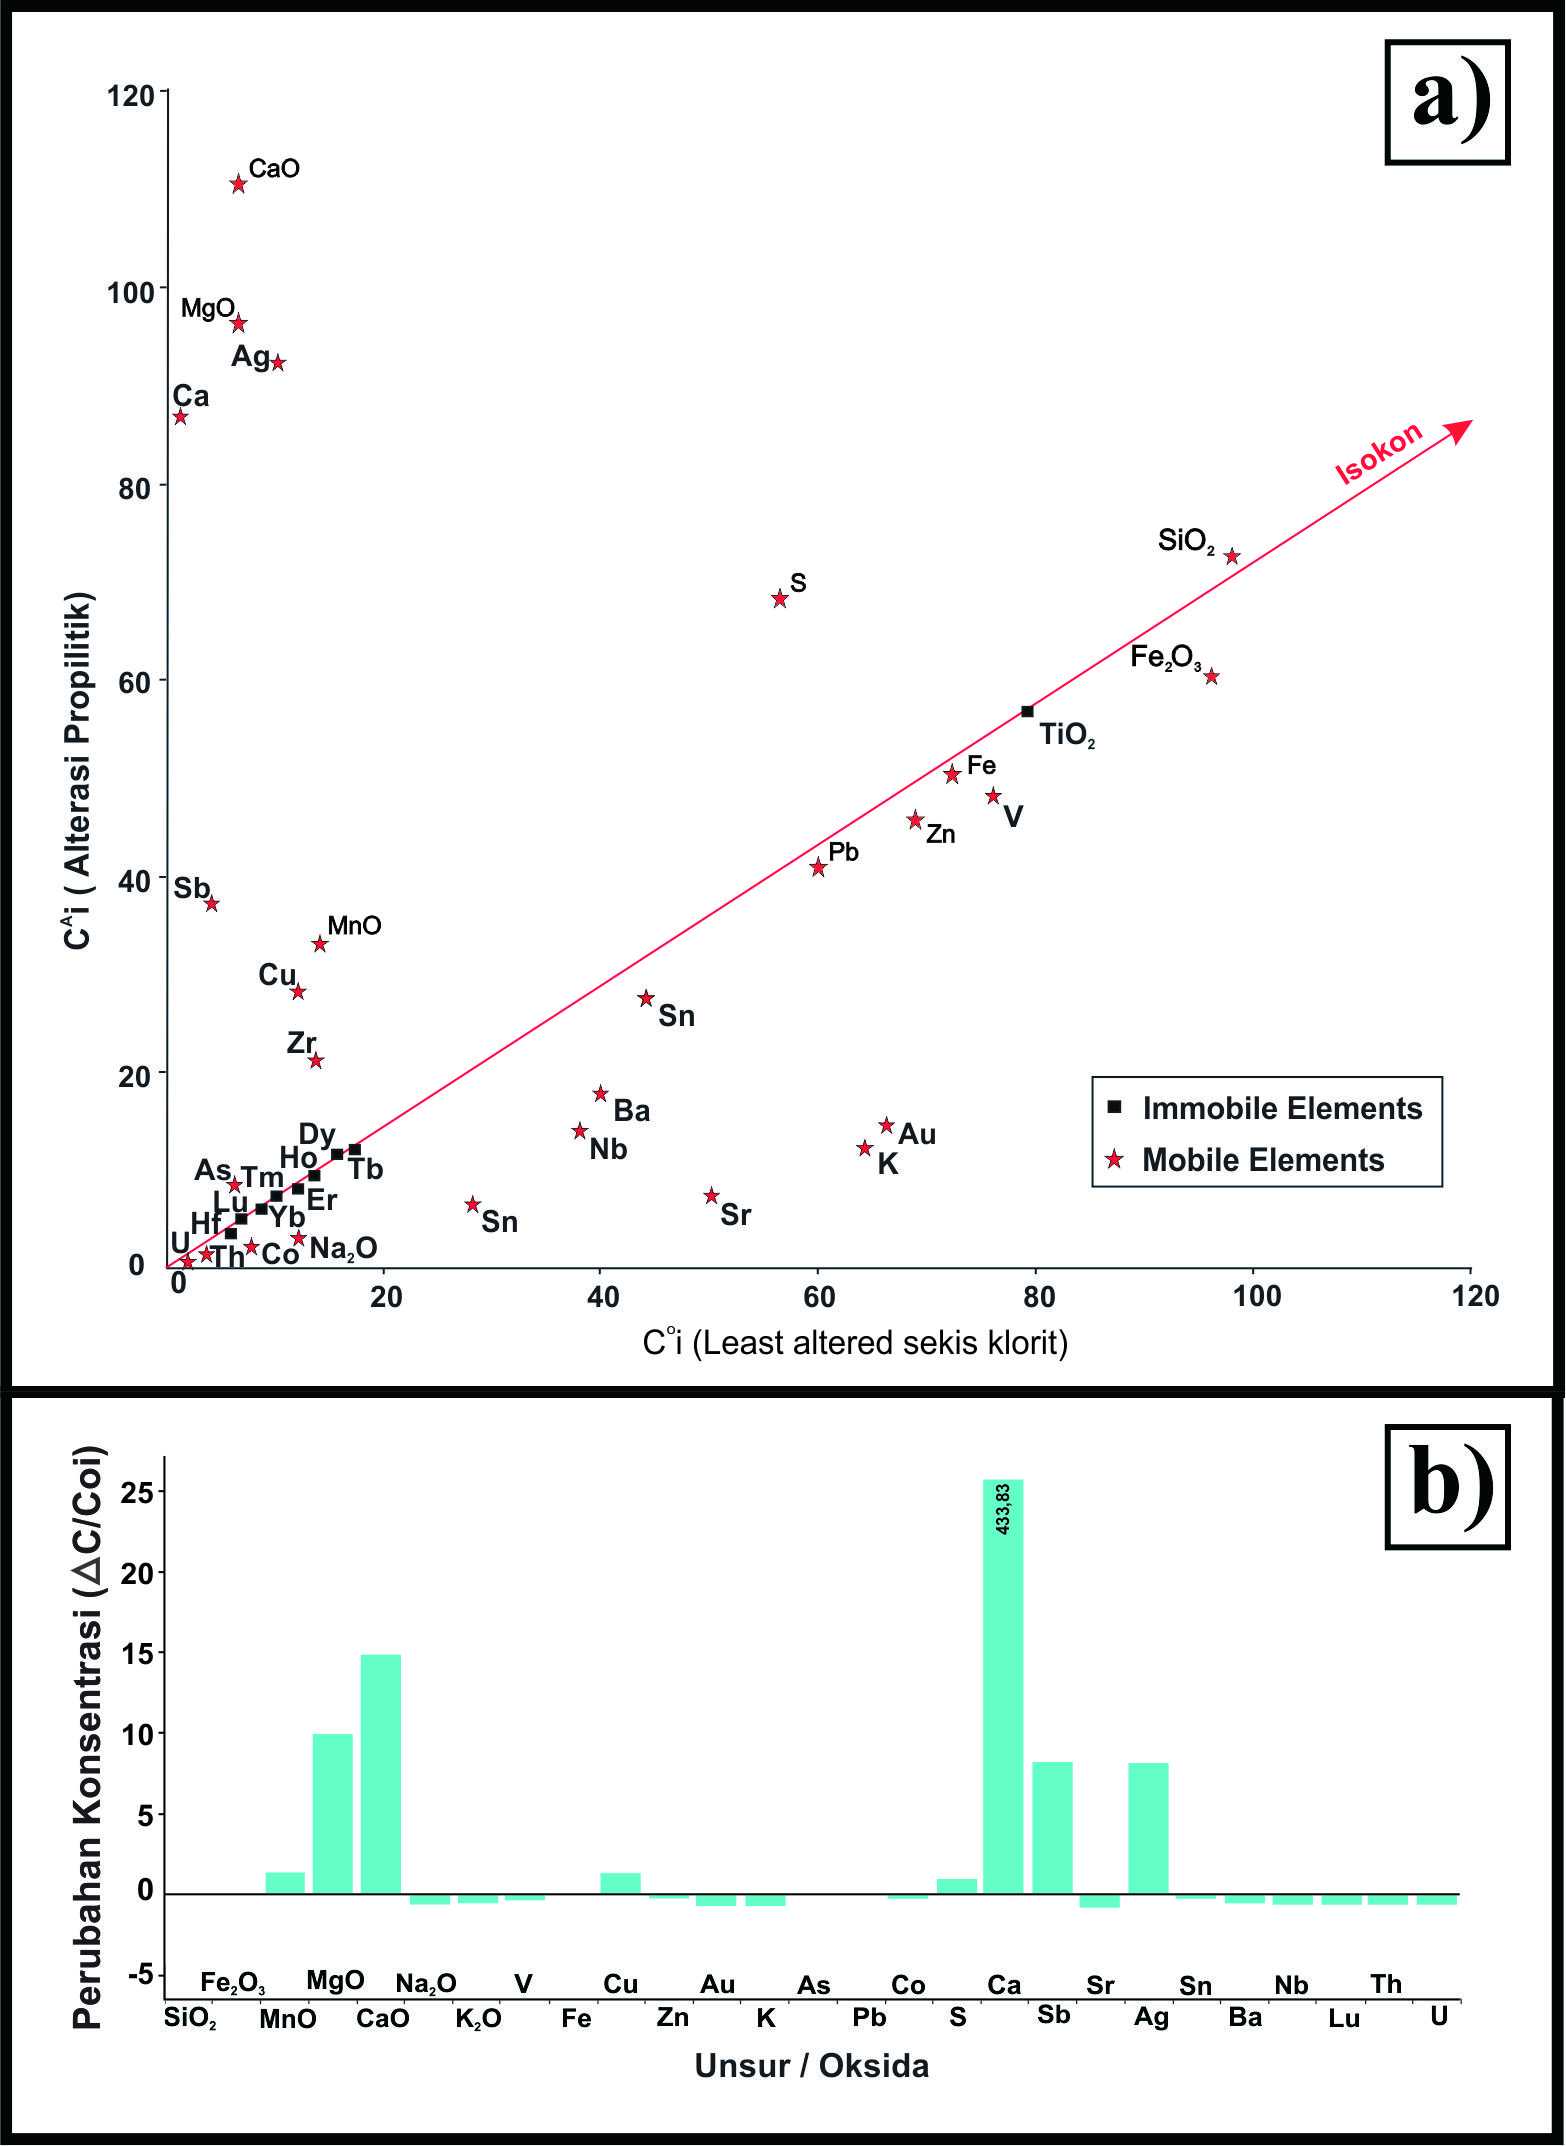 a)
120
CaO
100
MgO
Ag
Ca
Isokon
80
SiO₂
S
Fe₂O₃
60
TiO₂
Fe
V
Zn
Pb
40
Sb
MnO
Cu
Sn
Zr
20
Ba
Nb
Au
K
Dy
Ho
Tb
As
Tm
Er
Lu
Yb
Hf
Sn
Sr
U
Th
Co
Na₂O
Immobile Elements
Mobile Elements
0
0
20
40
60
80
100
120
Cᴬi ( Alterasi Propilitik)
C°i (Least altered sekis klorit)
b)
Perubahan Konsentrasi (ΔC/Coi)
25
20
15
10
5
0
-5
433,83
Fe₂O₃ MgO Na₂O V Cu Au As Co Ca Sr Sn Nb Th
SiO₂ MnO CaO K₂O Fe Zn K Pb S Sb Ag Ba Lu U
Unsur / Oksida